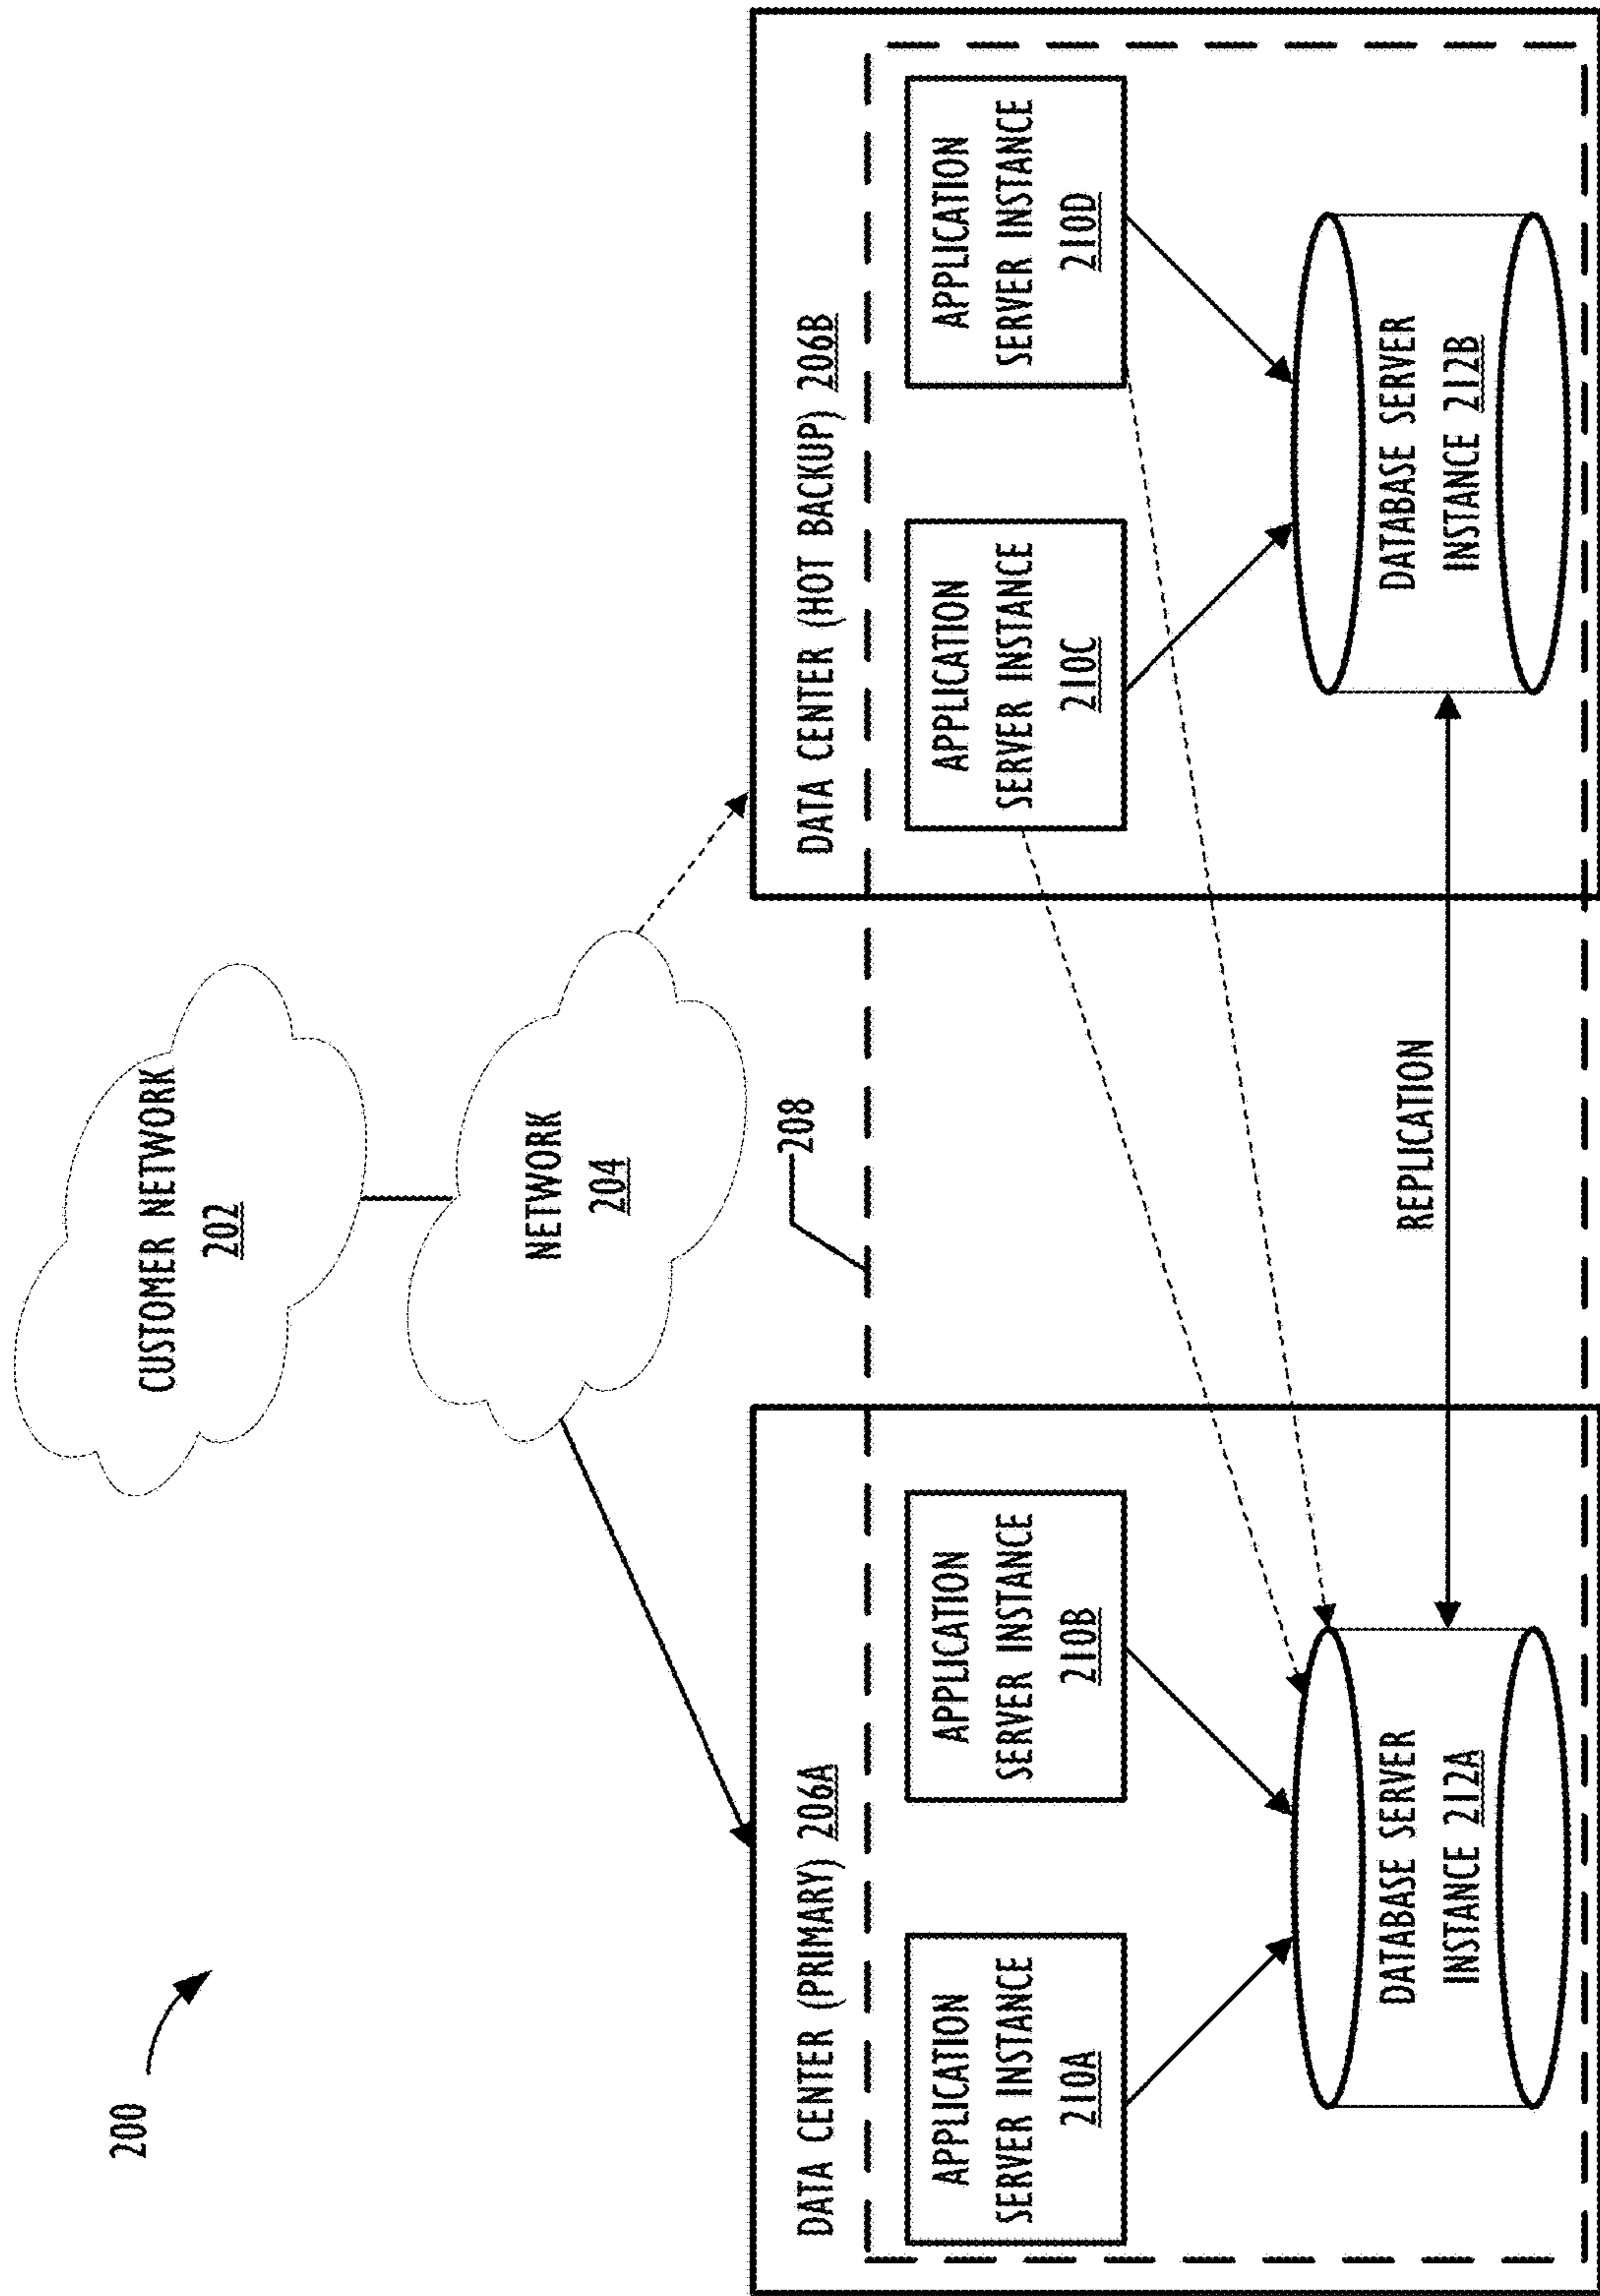 200
CUSTOMER NETWORK
202
NETWORK
204
208
DATA CENTER (PRIMARY) 206A
APPLICATION
SERVER INSTANCE
210A
APPLICATION
SERVER INSTANCE
210B
DATABASE SERVER
INSTANCE 212A
REPLICATION
DATA CENTER (HOT BACKUP) 206B
APPLICATION
SERVER INSTANCE
210C
APPLICATION
SERVER INSTANCE
210D
DATABASE SERVER
INSTANCE 212B